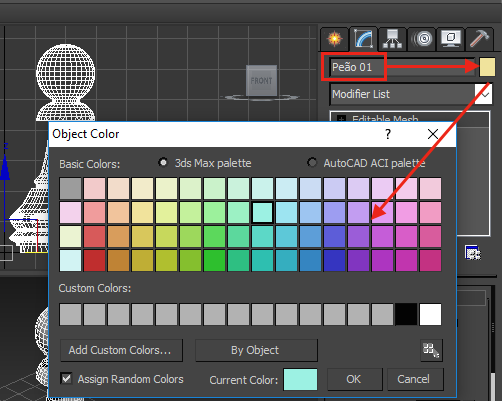 FRONT
Peão 01
Modifier List
Editable Mesh
Object Color
?
Basic Colors:
3ds Max palette
AutoCAD ACI palette
Custom Colors:
Add Custom Colors...
By Object
Assign Random Colors
Current Color:
OK
Cancel
z